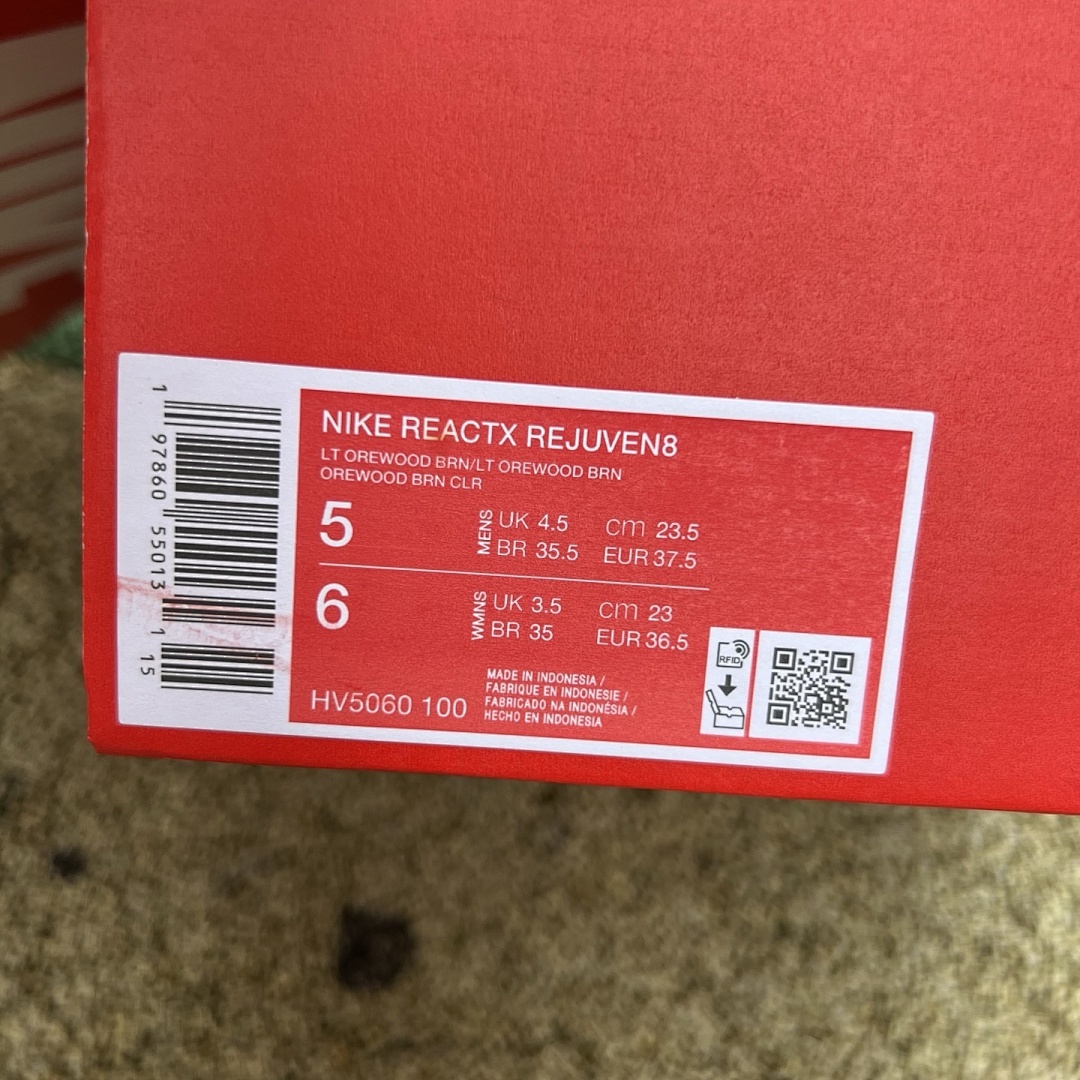 1 97860 55013 1 15
NIKE REACTX REJUVEN8
LT OREWOOD BRN/LT OREWOOD BRN
OREWOOD BRN CLR
5 MENS UK 4.5 cm 23.5
BR 35.5 EUR 37.5
6 WMNS UK 3.5 cm 23
BR 35 EUR 36.5
HV5060 100
MADE IN INDONESIA /
FABRIQUE EN INDONESIE /
FABRICADO NA INDONÉSIA /
HECHO EN INDONESIA
RFID